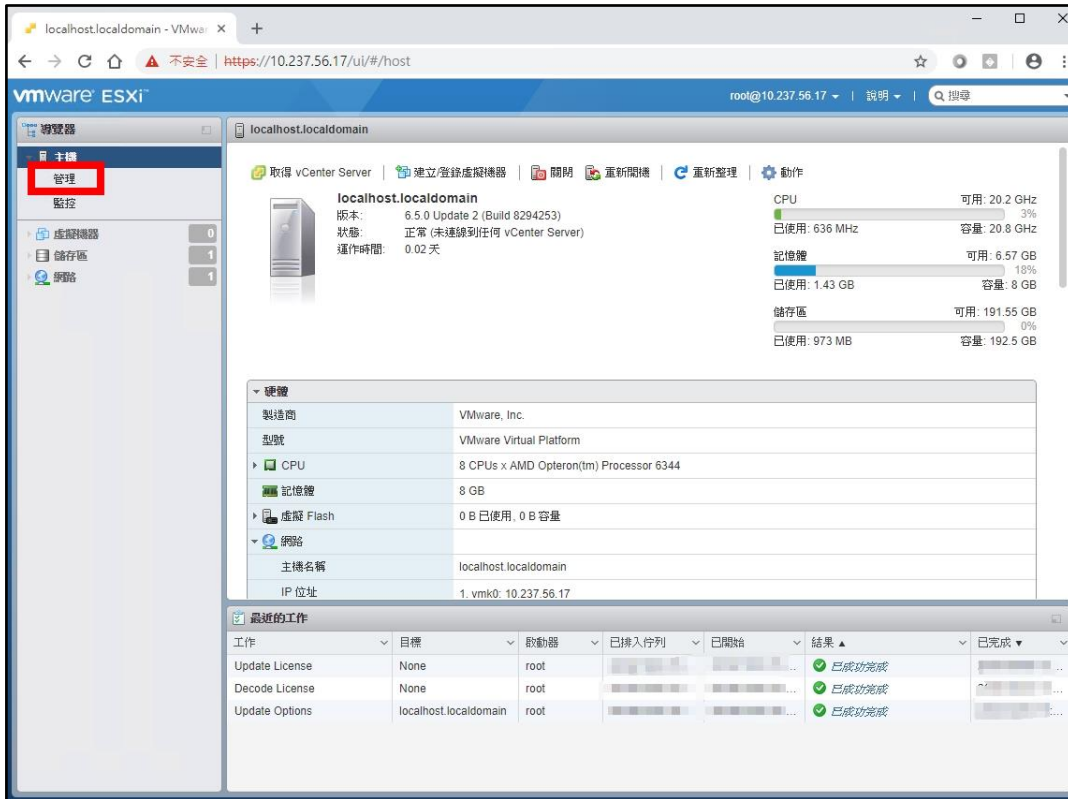 localhost.localdomain - VMwar
不安全 | https://10.237.56.17/ui/#/host
vmware ESXi™
root@10.237.56.17 | 說明 | 搜尋
導覽器
主機
管理
監控
虛擬機器 0
儲存區 1
網路 1
localhost.localdomain
取得 vCenter Server | 建立/登錄虛擬機器 | 關閉 重新開機 | 重新整理 | 動作
localhost.localdomain
版本: 6.5.0 Update 2 (Build 8294253)
狀態: 正常 (未連線到任何 vCenter Server)
運作時間: 0.02 天
CPU 可用: 20.2 GHz
3%
已使用: 636 MHz 容量: 20.8 GHz
記憶體 可用: 6.57 GB
18%
已使用: 1.43 GB 容量: 8 GB
儲存區 可用: 191.55 GB
0%
已使用: 973 MB 容量: 192.5 GB
硬體
製造商 VMware, Inc.
型號 VMware Virtual Platform
CPU 8 CPUs x AMD Opteron(tm) Processor 6344
記憶體 8 GB
虛擬 Flash 0 B 已使用, 0 B 容量
網路
主機名稱 localhost.localdomain
IP 位址 1. vmk0: 10.237.56.17
最近的工作
工作 目標 啟動器 已排入佇列 已開始 結果 ▲ 已完成 ▼
Update License None root 已成功完成
Decode License None root 已成功完成
Update Options localhost.localdomain root 已成功完成